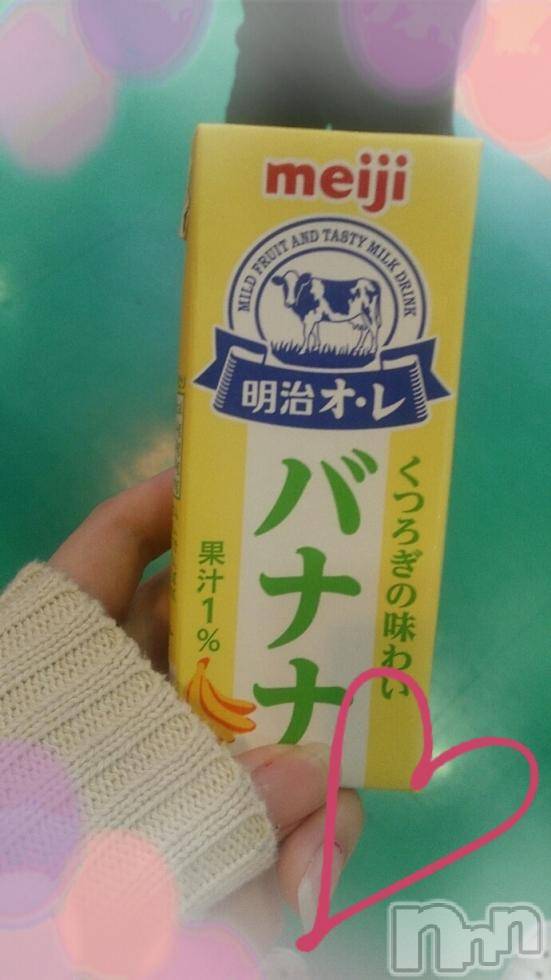 meiji
MILD FRUIT AND TASTY MILK DRINK
明治オ・レ
バナナ
くつろぎの味わい
果汁1%
nnn